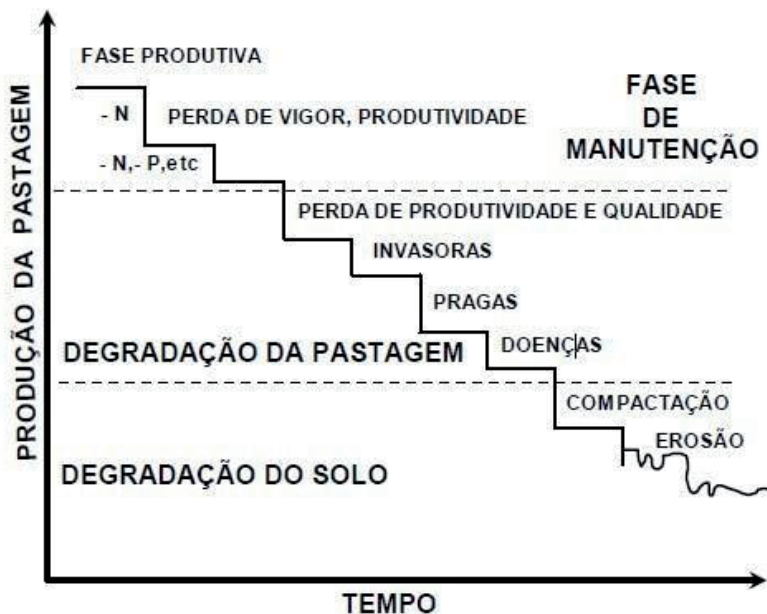 PRODUÇÃO DA PASTAGEM
FASE PRODUTIVA
FASE
DE
MANUTENÇÃO
- N
PERDA DE VIGOR, PRODUTIVIDADE
- N,- P,etc
PERDA DE PRODUTIVIDADE E QUALIDADE
INVASORAS
PRAGAS
DEGRADAÇÃO DA PASTAGEM
DOENÇAS
COMPACTAÇÃO
EROSÃO
DEGRADAÇÃO DO SOLO
TEMPO